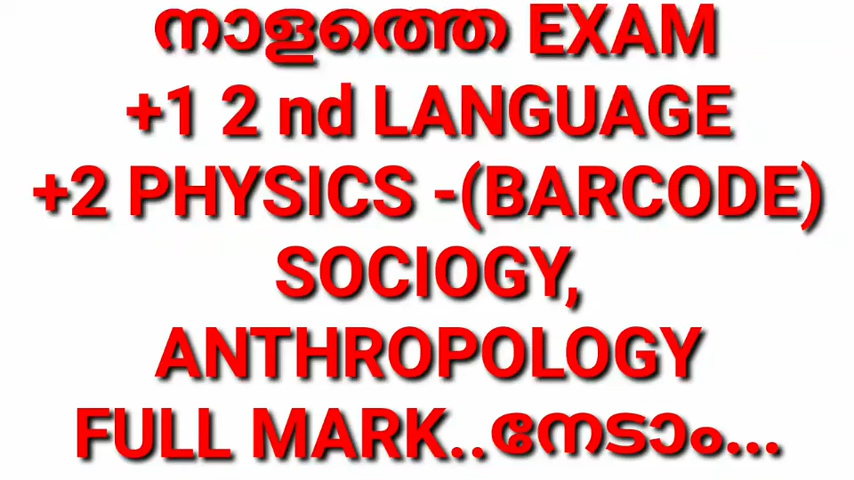 നാളത്തെ EXAM
+1 2 nd LANGUAGE
+2 PHYSICS -(BARCODE)
SOCIOGY,
ANTHROPOLOGY
FULL MARK..നേടാം...